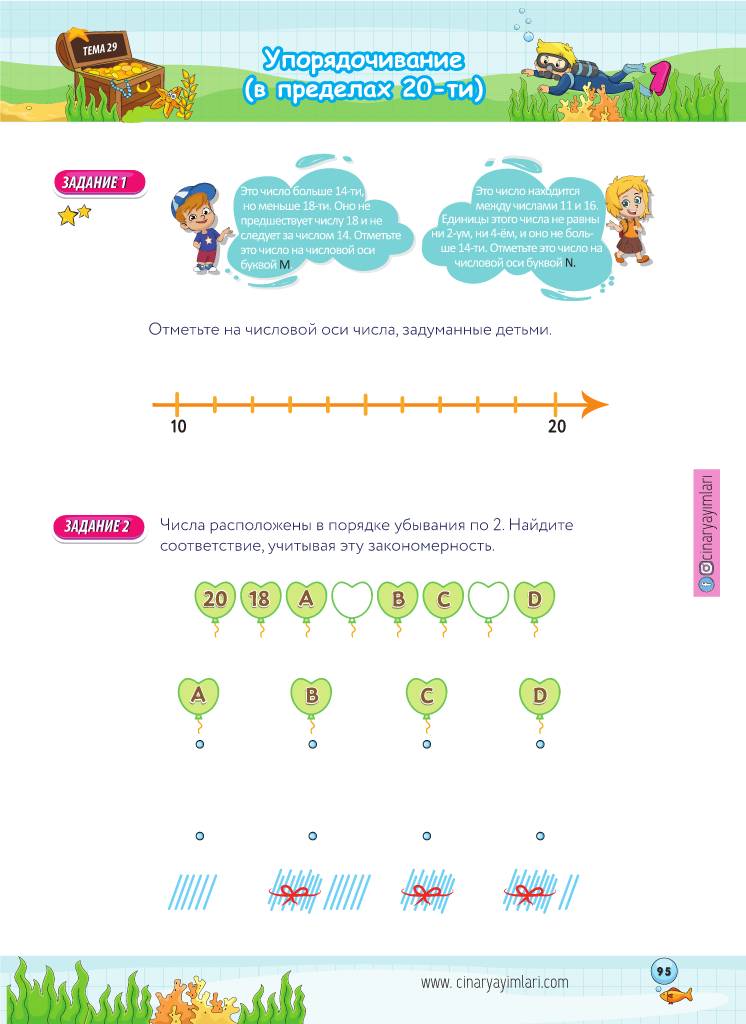 ТЕМА 29
Упорядочивание
(в пределах 20-ти)
1
ЗАДАНИЕ 1
Это число больше 14-ти,
но меньше 18-ти. Оно не
предшествует числу 18 и не
следует за числом 14. Отметьте
это число на числовой оси
буквой M
Это число находится
между числами 11 и 16.
Единицы этого числа не равны
ни 2-ум, ни 4-ём, и оно не боль-
ше 14-ти. Отметьте это число на
числовой оси буквой N.
Отметьте на числовой оси числа, задуманные детьми.
10 20
cinaryayimları
ЗАДАНИЕ 2
Числа расположены в порядке убывания по 2. Найдите
соответствие, учитывая эту закономерность.
20 18 A B C D
A B C D
www. cinaryayimlari.com
95